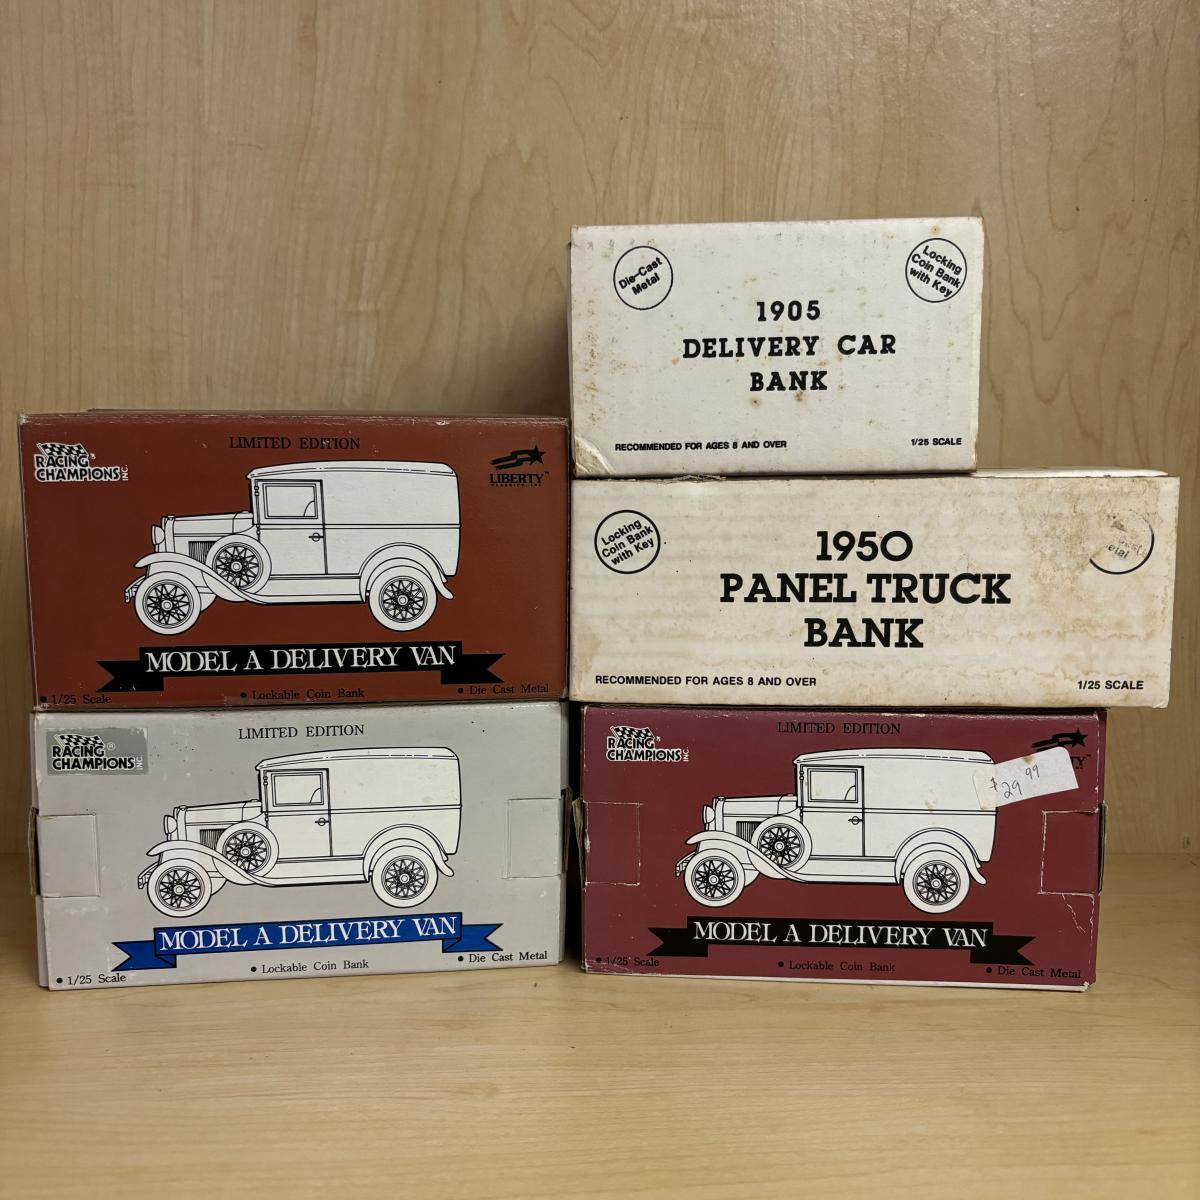 Die-Cast
Metal
Locking
Coin Bank
with Key
1905
DELIVERY CAR
BANK
RECOMMENDED FOR AGES 8 AND OVER
1/25 SCALE
RACING
CHAMPIONS INC.
LIMITED EDITION
LIBERTY™
CLASSICS, INC.
MODEL A DELIVERY VAN
• 1/25 Scale
• Lockable Coin Bank
• Die Cast Metal
Locking
Coin Bank
with Key
1950
PANEL TRUCK
BANK
RECOMMENDED FOR AGES 8 AND OVER
1/25 SCALE
RACING®
CHAMPIONS INC.
LIMITED EDITION
MODEL A DELIVERY VAN
• 1/25 Scale
• Lockable Coin Bank
• Die Cast Metal
RACING
CHAMPIONS INC.
LIMITED EDITION
$29.99
MODEL A DELIVERY VAN
• 1/25 Scale
• Lockable Coin Bank
• Die Cast Metal